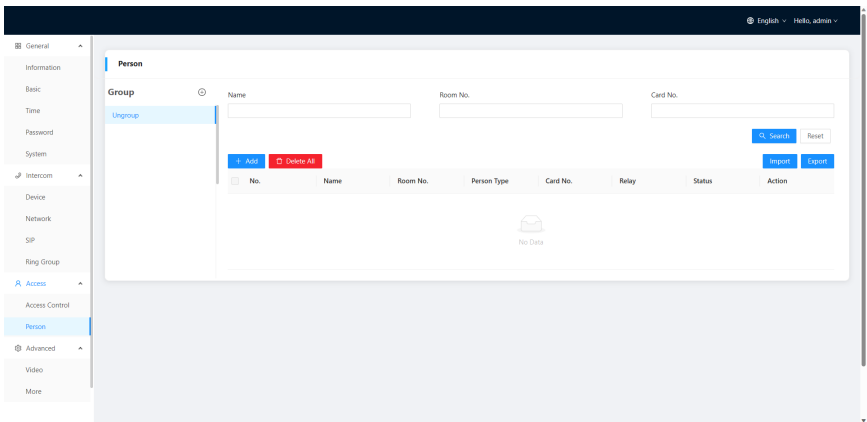 English Hello, admin
General
Information
Basic
Time
Password
System
Intercom
Device
Network
SIP
Ring Group
Access
Access Control
Person
Advanced
Video
More
Person
Group
Ungroup
Name Room No. Card No.
Search Reset
+ Add Delete All Import Export
No. Name Room No. Person Type Card No. Relay Status Action
No Data